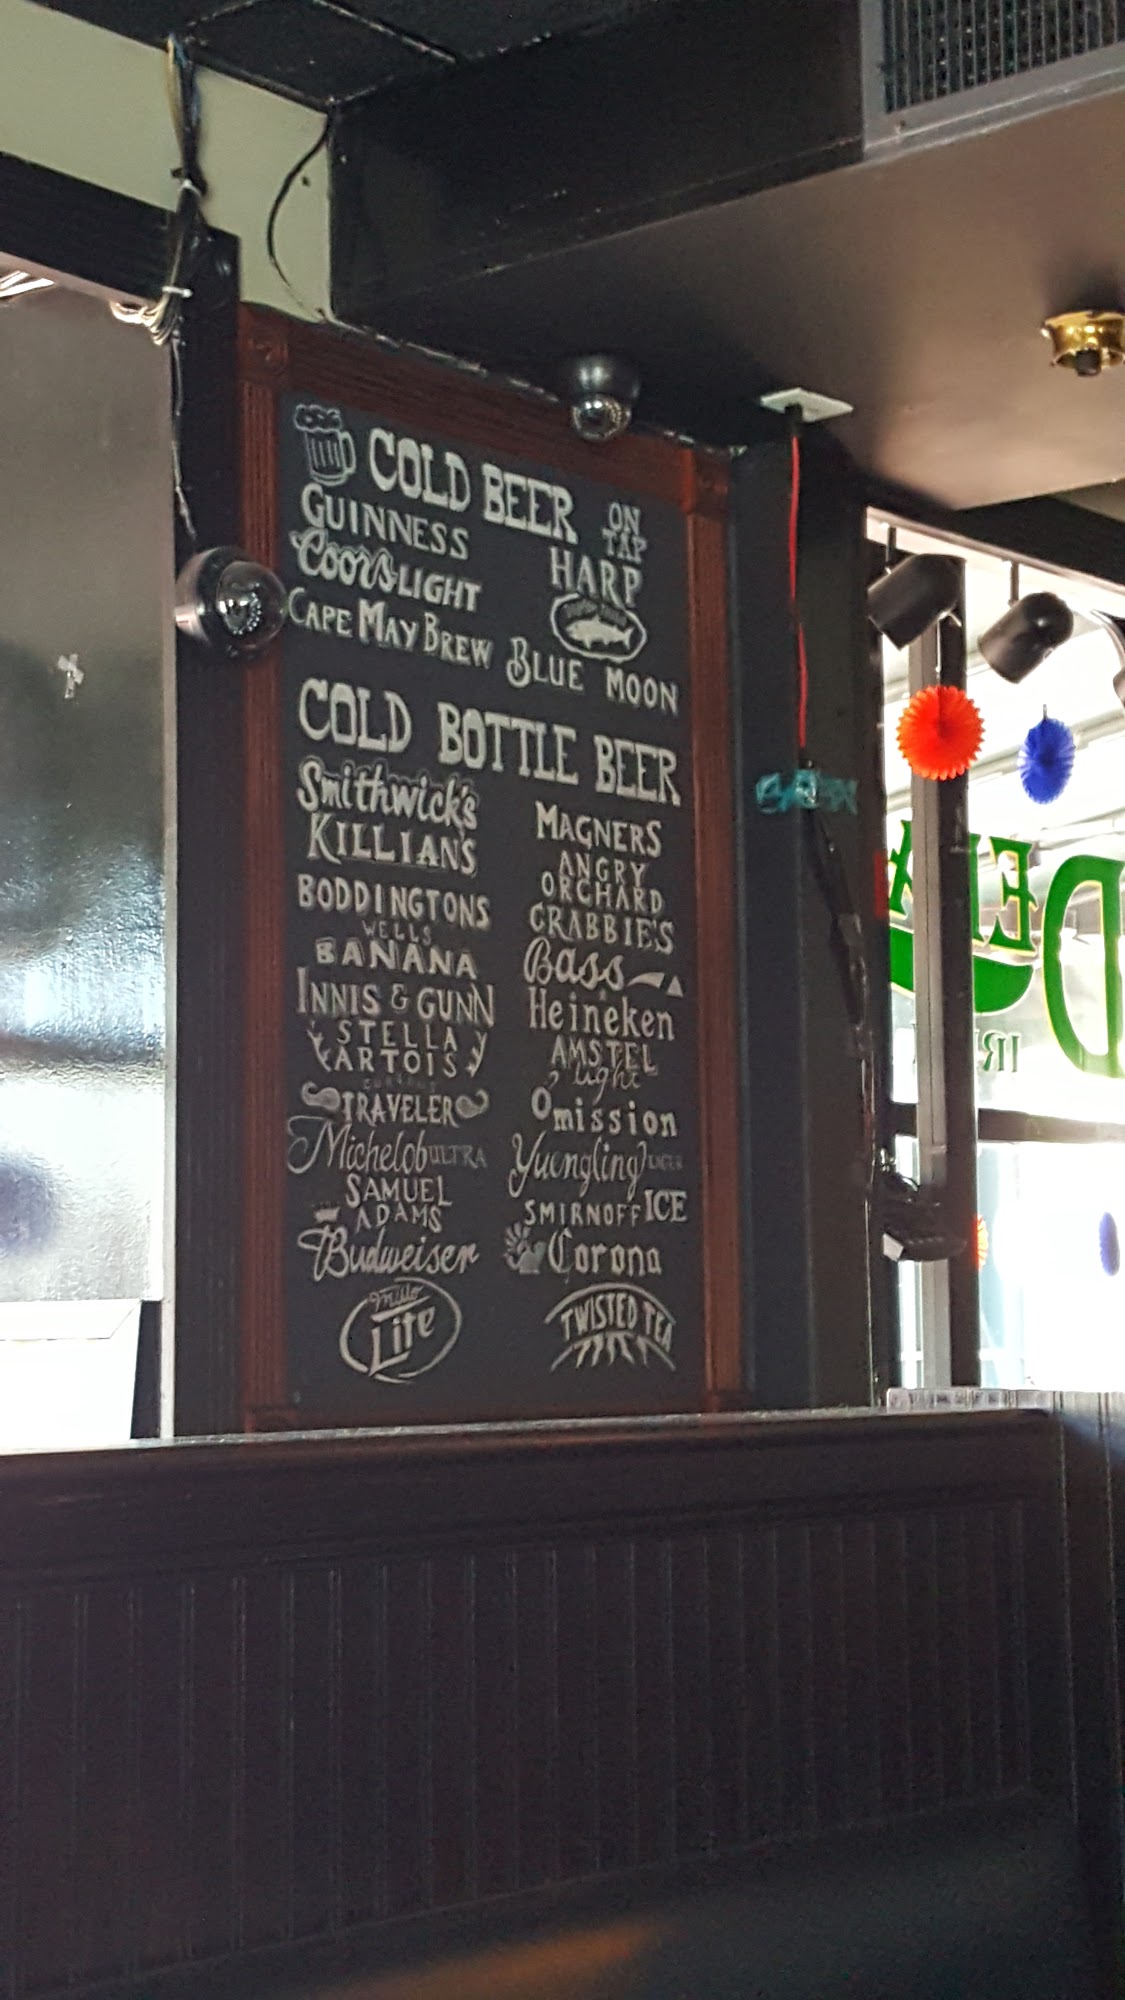 COLD BEER ON TAP
GUINNESS
Coors LIGHT
CAPE MAY BREW
HARP
BLUE MOON
COLD BOTTLE BEER
Smithwick's
KILLIAN'S
BODDINGTONS
WELLS
BANANA
INNIS & GUNN
STELLA
ARTOIS
TRAVELER
Michelob ULTRA
SAMUEL
ADAMS
Budweiser
Miller
Lite
MAGNERS
ANGRY
ORCHARD
CRABBIE'S
Bass
Heineken
AMSTEL
light
Omission
Yuengling LAGER
SMIRNOFF ICE
Corona
TWISTED TEA